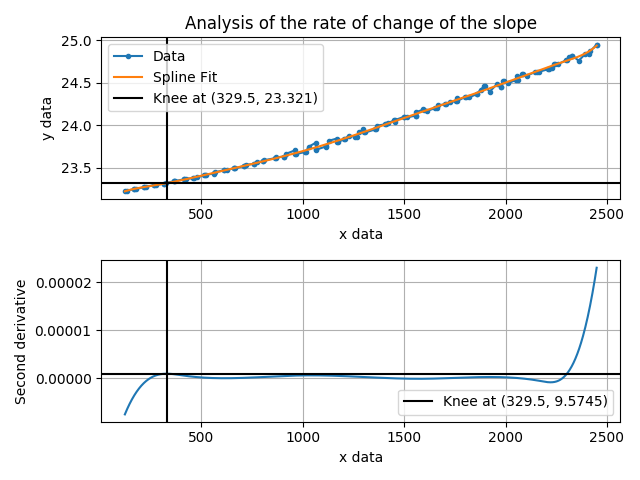 Analysis of the rate of change of the slope
25.0
24.5
24.0
23.5
y data
Data
Spline Fit
Knee at (329.5, 23.321)
500
1000
1500
2000
2500
x data
0.00002
0.00001
0.00000
Second derivative
Knee at (329.5, 9.5745)
500
1000
1500
2000
2500
x data